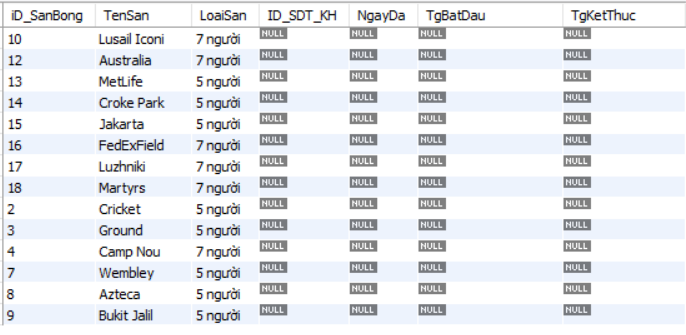 iD_SanBong TenSan LoaiSan ID_SDT_KH NgayDa TgBatDau TgKetThuc
10 Lusail Iconi 7 người NULL NULL NULL NULL
12 Australia 7 người NULL NULL NULL NULL
13 MetLife 5 người NULL NULL NULL NULL
14 Croke Park 5 người NULL NULL NULL NULL
15 Jakarta 5 người NULL NULL NULL NULL
16 FedExField 7 người NULL NULL NULL NULL
17 Luzhniki 7 người NULL NULL NULL NULL
18 Martyrs 7 người NULL NULL NULL NULL
2 Cricket 5 người NULL NULL NULL NULL
3 Ground 5 người NULL NULL NULL NULL
4 Camp Nou 7 người NULL NULL NULL NULL
7 Wembley 5 người NULL NULL NULL NULL
8 Azteca 5 người NULL NULL NULL NULL
9 Bukit Jalil 5 người NULL NULL NULL NULL